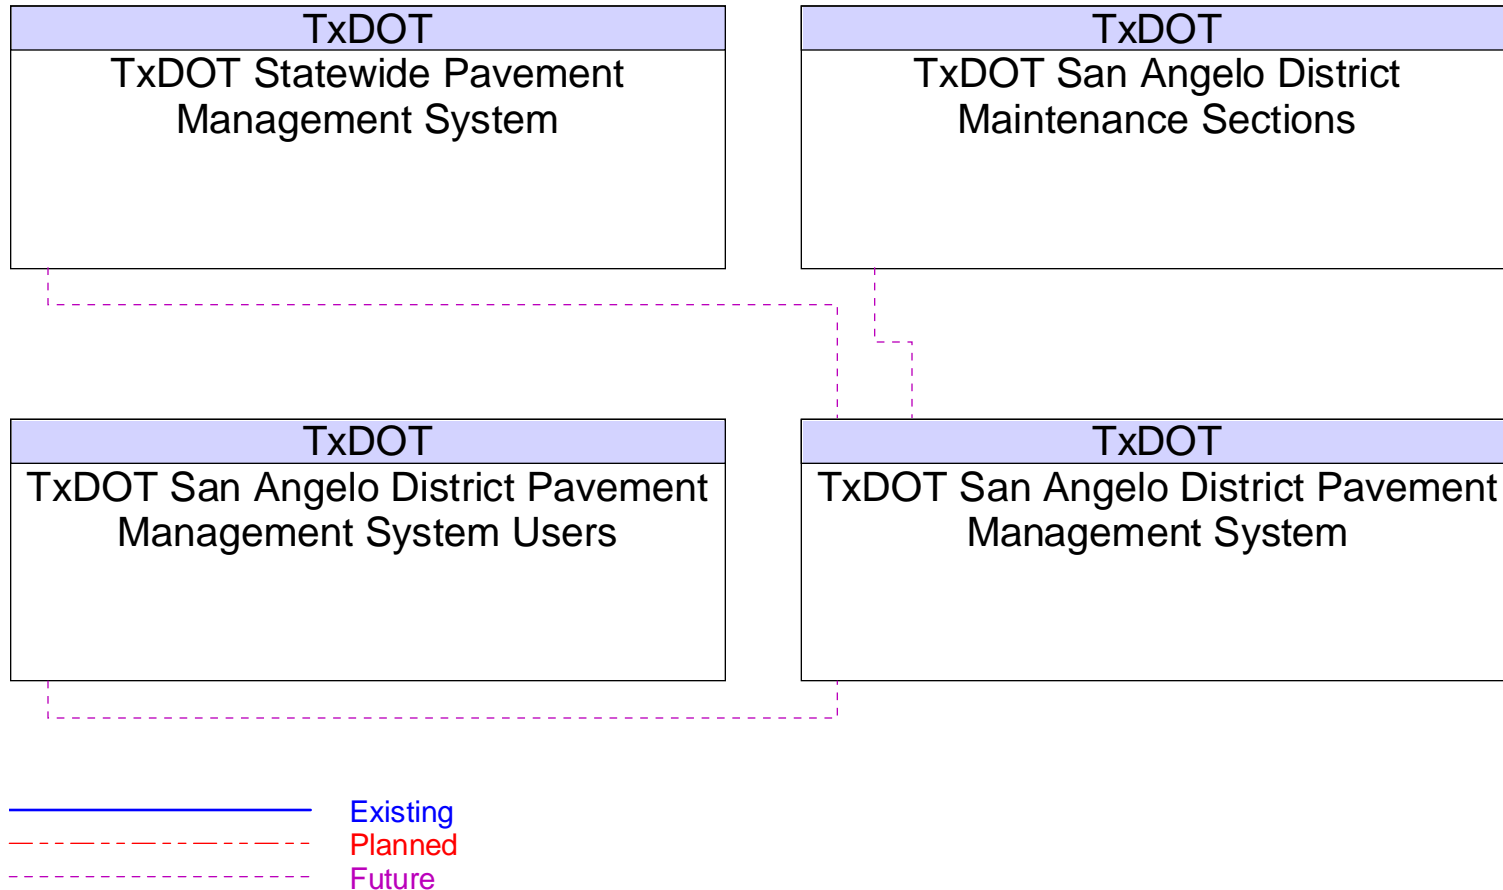 TxDOT
TxDOT Statewide Pavement
Management System
TxDOT
TxDOT San Angelo District
Maintenance Sections
TxDOT
TxDOT San Angelo District Pavement
Management System Users
TxDOT
TxDOT San Angelo District Pavement
Management System
Existing
Planned
Future